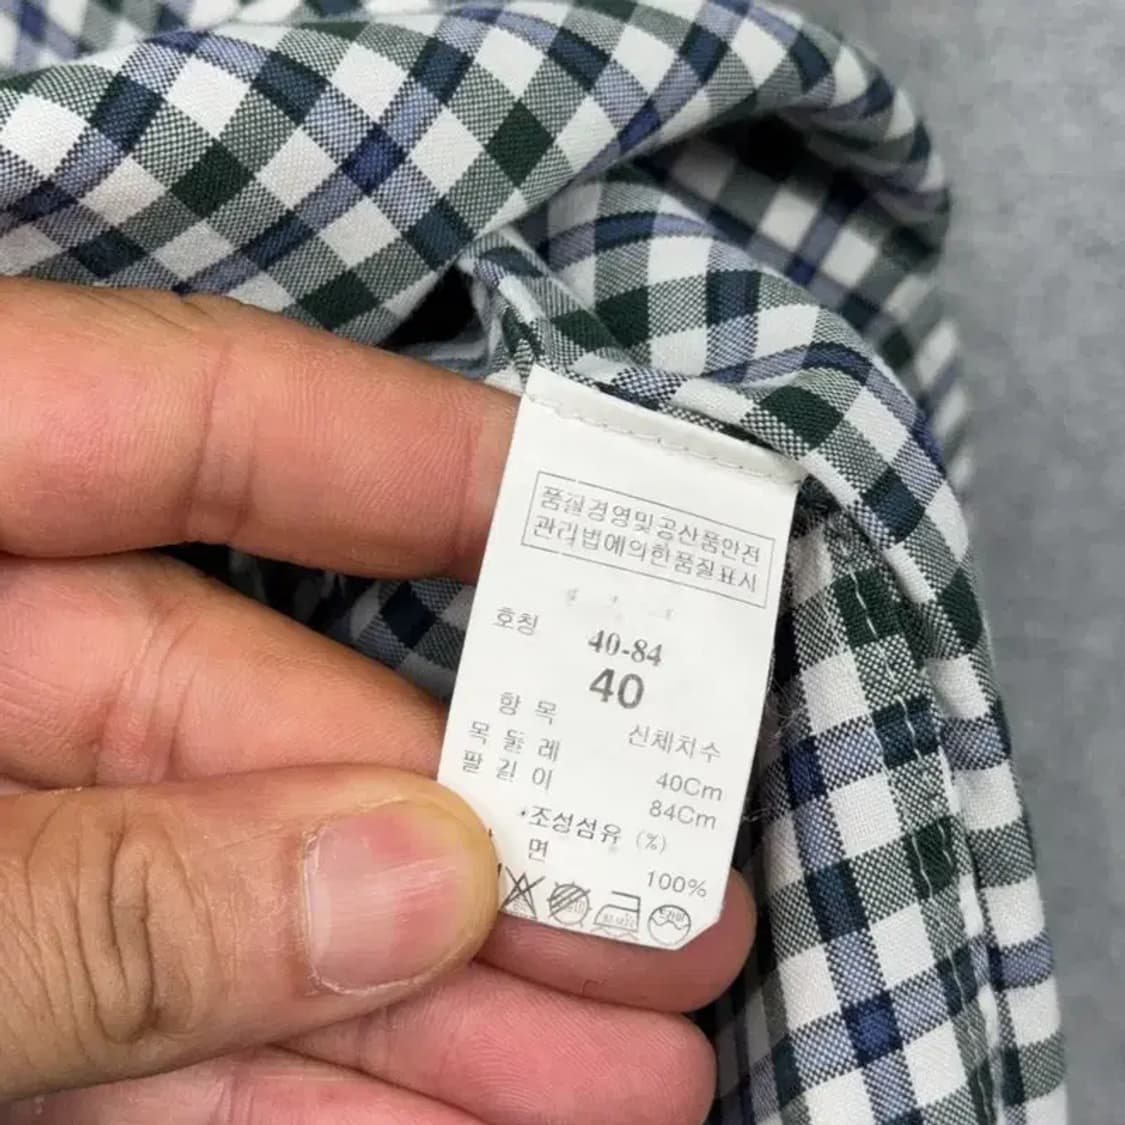 품질경영및공산품안전
관리법에의한품질표시
호칭 40-84
40
항 목 신체치수
목 둘 레 40Cm
팔 길 이 84Cm
*조성섬유 (%)
면 100%